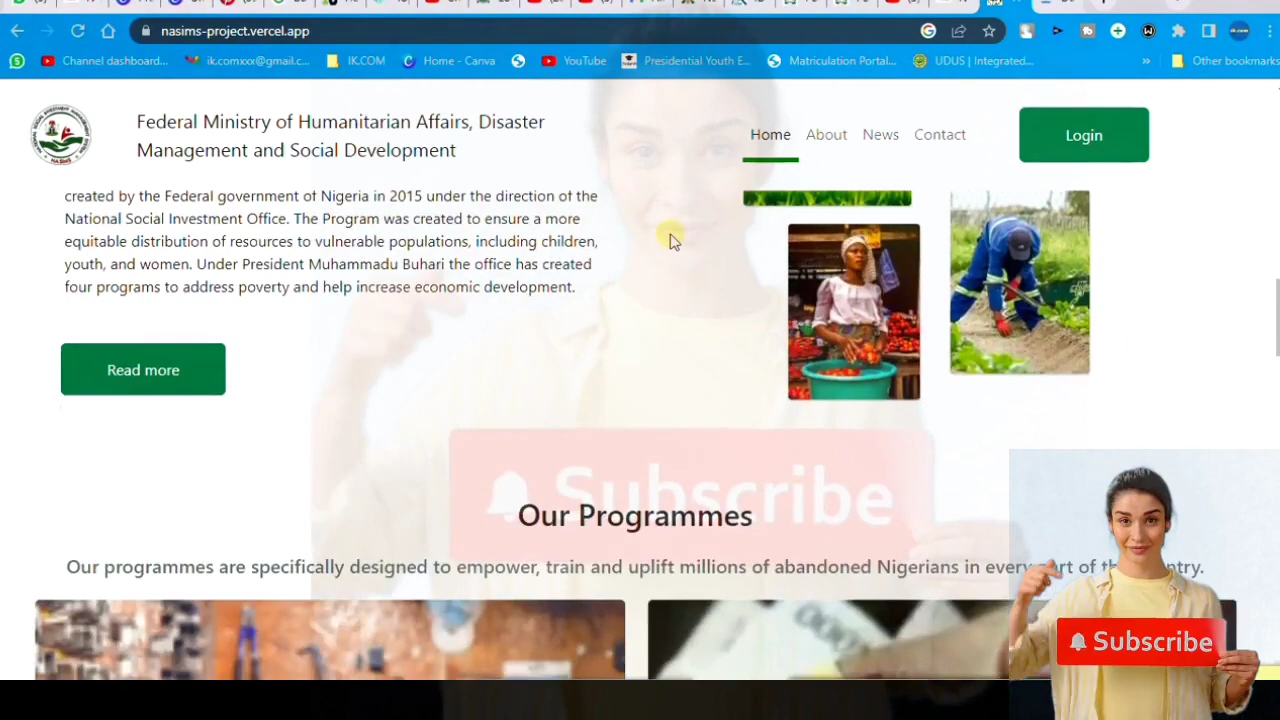 nasims-project.vercel.app
Channel dashboard... ik.comxxx@gmail.c... IK.COM Home - Canva YouTube Presidential Youth E... Matriculation Portal... UDUS | Integrated... » Other bookmarks
Federal Ministry of Humanitarian Affairs, Disaster
Management and Social Development
Home About News Contact Login
created by the Federal government of Nigeria in 2015 under the direction of the
National Social Investment Office. The Program was created to ensure a more
equitable distribution of resources to vulnerable populations, including children,
youth, and women. Under President Muhammadu Buhari the office has created
four programs to address poverty and help increase economic development.
Read more
Subscribe
Our Programmes
Our programmes are specifically designed to empower, train and uplift millions of abandoned Nigerians in every part of the country.
Subscribe